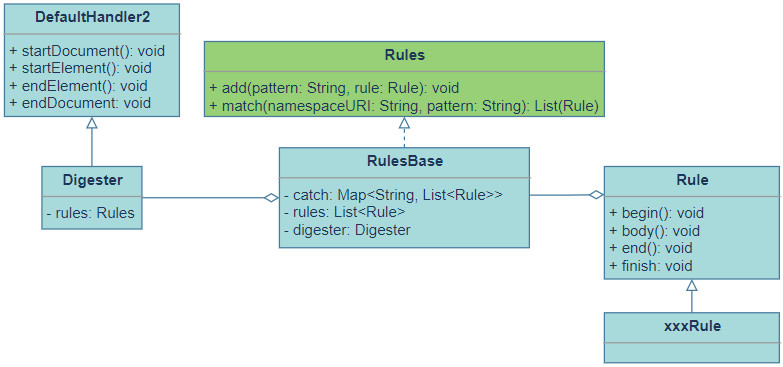 DefaultHandler2
+ startDocument(): void
+ startElement(): void
+ endElement(): void
+ endDocument: void
Rules
+ add(pattern: String, rule: Rule): void
+ match(namespaceURI: String, pattern: String): List(Rule)
Digester
- rules: Rules
RulesBase
- catch: Map<String, List<Rule>>
- rules: List<Rule>
- digester: Digester
Rule
+ begin(): void
+ body(): void
+ end(): void
+ finish: void
xxxRule